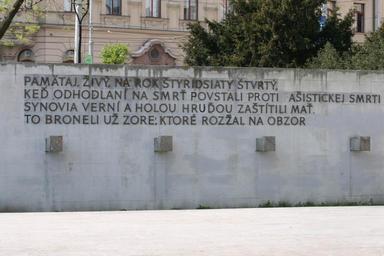 PAMÄTAJ, ŽIVÝ, NA ROK ŠTYRIDSIATY ŠTVRTÝ,
KEĎ ODHODLANÍ NA SMRŤ POVSTALI PROTI AŠISTICKEJ SMRTI
SYNOVIA VERNÍ A HOLOU HRUĎOU ZAŠTÍTILI MAŤ.
TO BRONELI UŽ ZORE, KTORÉ ROZŽAL NA OBZOR